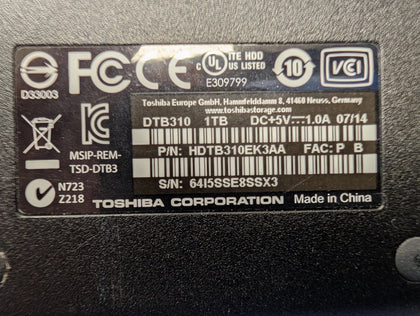 FC CE c UL US LISTED ITE HDD
E309799
10
VCI
Toshiba Europe GmbH, Hammfelddamm 8, 41460 Neuss, Germany
www.toshibastorage.com
DTB310 1TB DC+5V 1.0A 07/14
P/N: HDTB310EK3AA FAC: P B
S/N: 64I5SSE8SSX3
MSIP-REM-
TSD-DTB3
N723
Z218
TOSHIBA CORPORATION Made in China